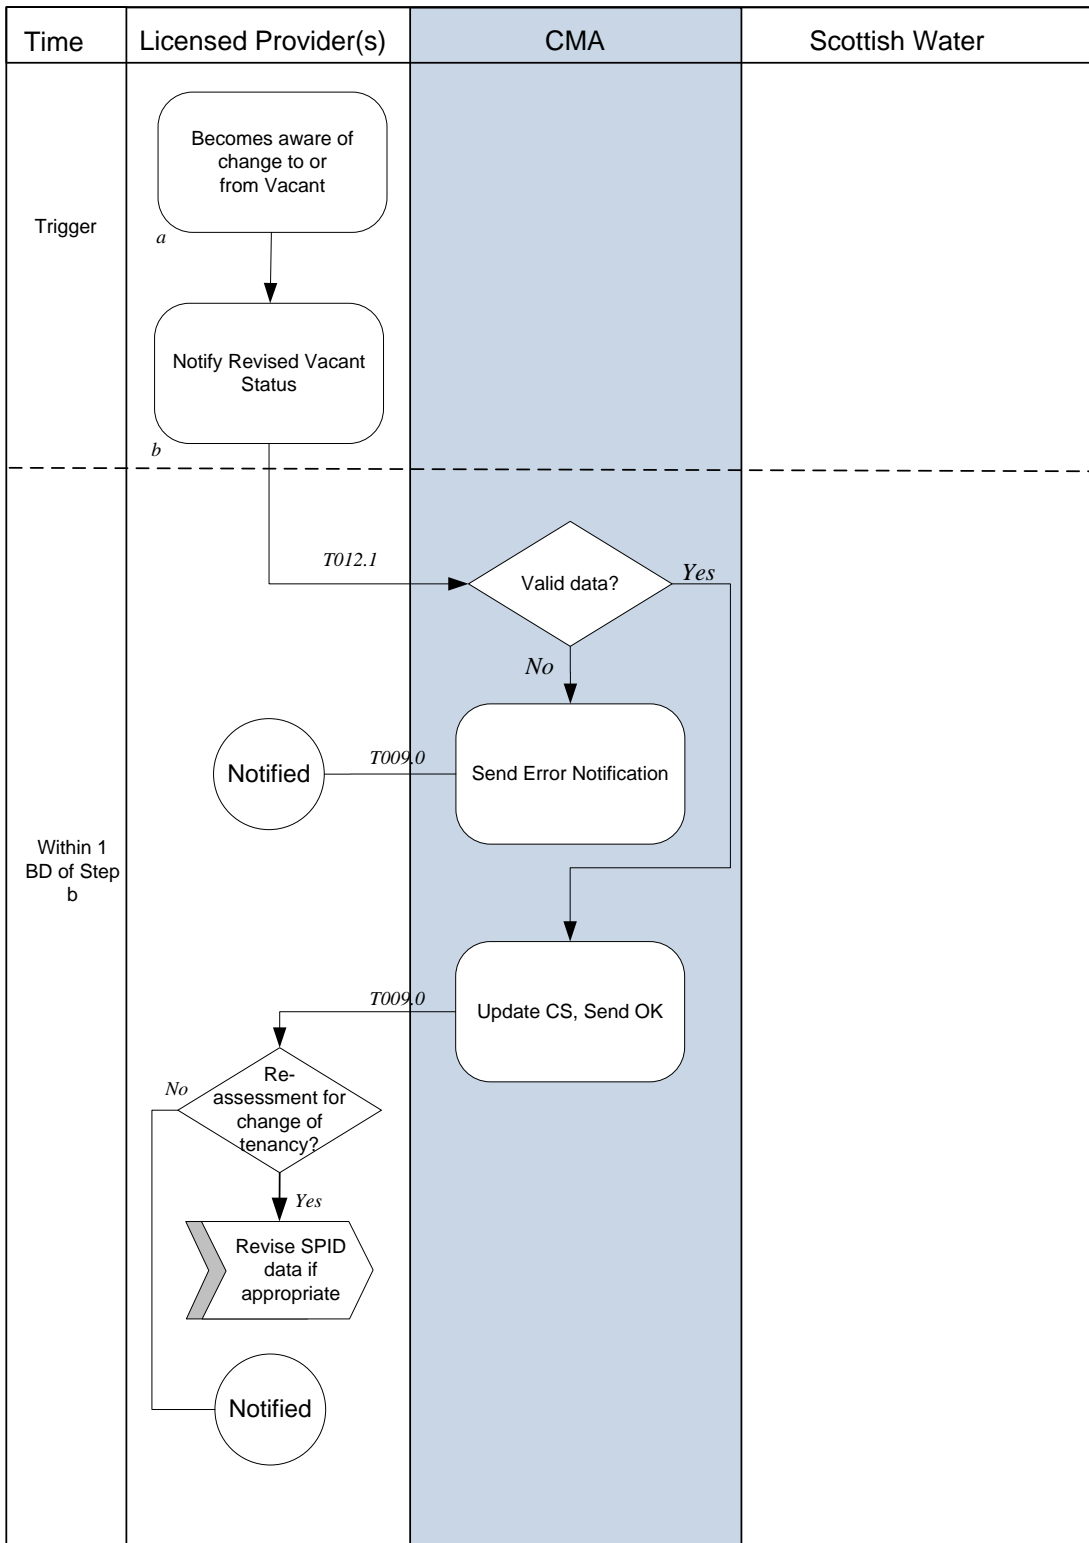 Time
Licensed Provider(s)
CMA
Scottish Water
Becomes aware of
change to or
from Vacant
Trigger
a
Notify Revised Vacant
Status
b
T012.1
Valid data?
Yes
No
Notified
T009.0
Send Error Notification
Within 1
BD of Step
b
T009.0
Update CS, Send OK
No
Re-
assessment for
change of
tenancy?
Yes
Revise SPID
data if
appropriate
Notified